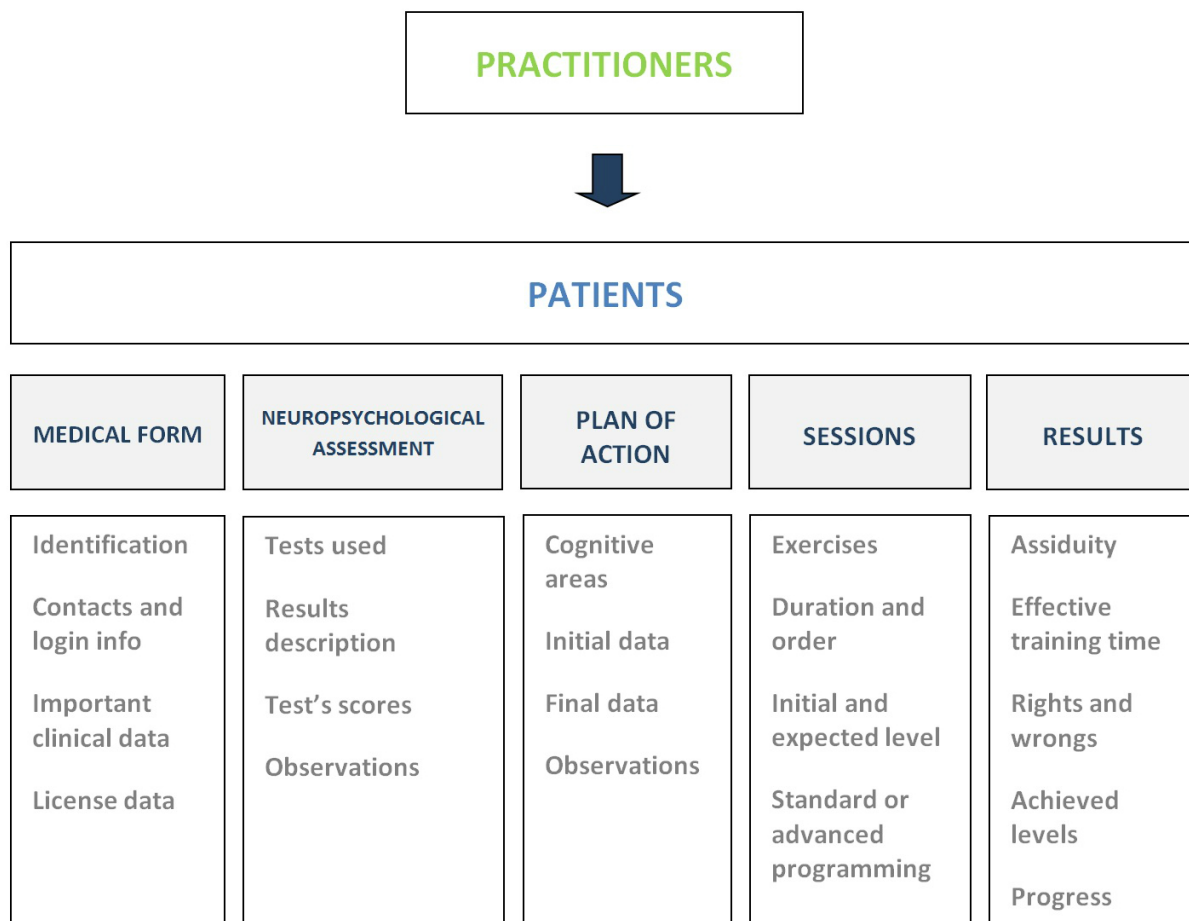 PRACTITIONERS
PATIENTS
MEDICAL FORM
NEUROPSYCHOLOGICAL
ASSESSMENT
PLAN OF
ACTION
SESSIONS
RESULTS
Identification
Contacts and
login info
Important
clinical data
License data
Tests used
Results
description
Test’s scores
Observations
Cognitive
areas
Initial data
Final data
Observations
Exercises
Duration and
order
Initial and
expected level
Standard or
advanced
programming
Assiduity
Effective
training time
Rights and
wrongs
Achieved
levels
Progress